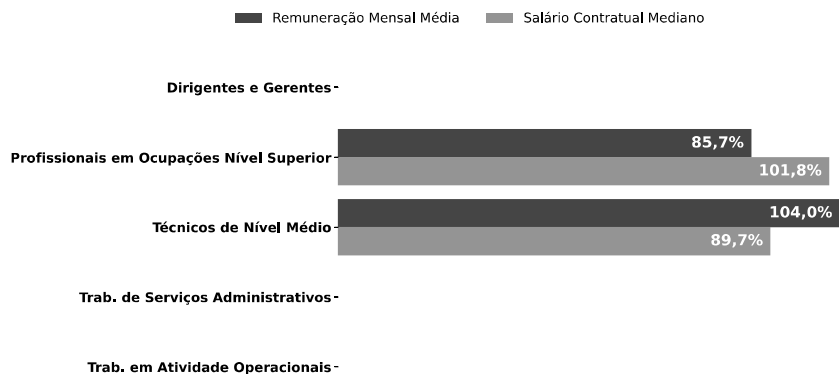 Remuneração Mensal Média Salário Contratual Mediano
Dirigentes e Gerentes
85,7%
Profissionais em Ocupações Nível Superior
101,8%
104,0%
Técnicos de Nível Médio
89,7%
Trab. de Serviços Administrativos
Trab. em Atividade Operacionais